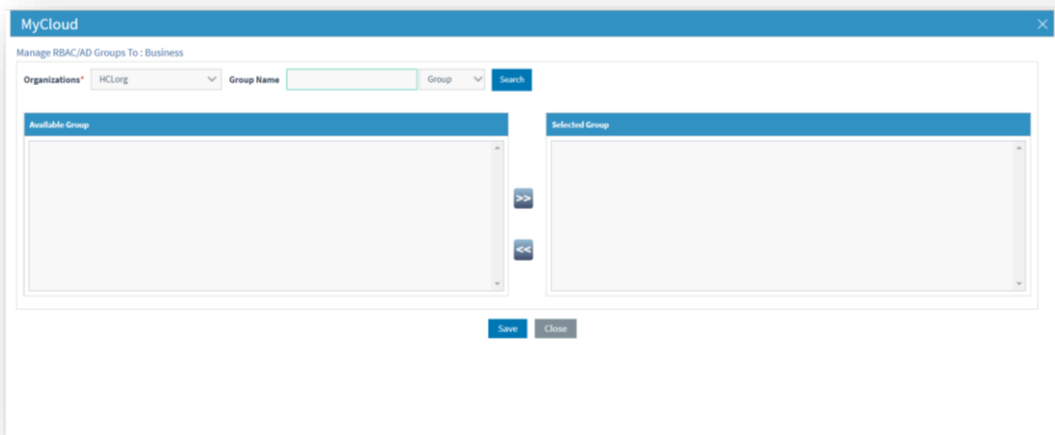 MyCloud
Manage RBAC/AD Groups To : Business
Organizations* HCLorg Group Name Group Search
Available Group Selected Group
>>
<<
Save Close